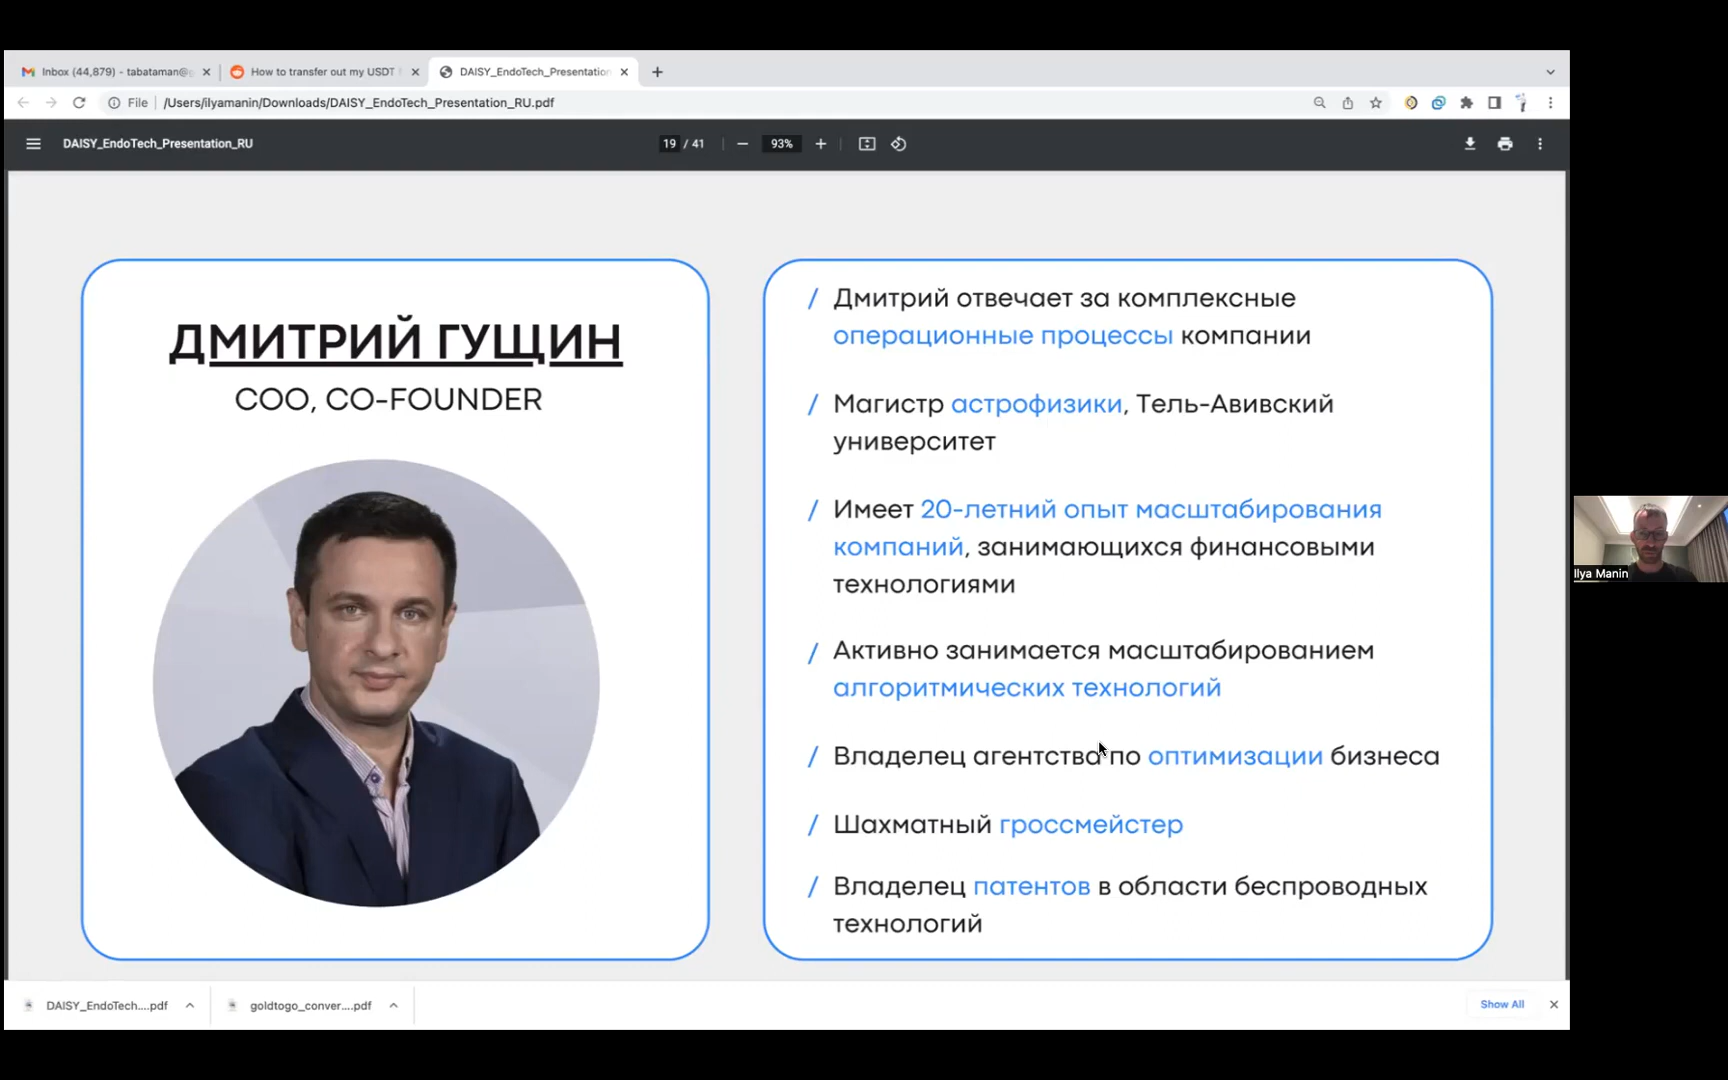 Inbox (44,879) - tabataman@
How to transfer out my USDT
DAISY_EndoTech_Presentation
File
/Users/ilyamanin/Downloads/DAISY_EndoTech_Presentation_RU.pdf
DAISY_EndoTech_Presentation_RU
19 / 41
93%
ДМИТРИЙ ГУЩИН
COO, CO-FOUNDER
/ Дмитрий отвечает за комплексные
операционные процессы компании
/ Магистр астрофизики, Тель-Авивский
университет
/ Имеет 20-летний опыт масштабирования
компаний, занимающихся финансовыми
технологиями
/ Активно занимается масштабированием
алгоритмических технологий
/ Владелец агентства по оптимизации бизнеса
/ Шахматный гроссмейстер
/ Владелец патентов в области беспроводных
технологий
Ilya Manin
DAISY_EndoTech....pdf
goldtogo_conver....pdf
Show All